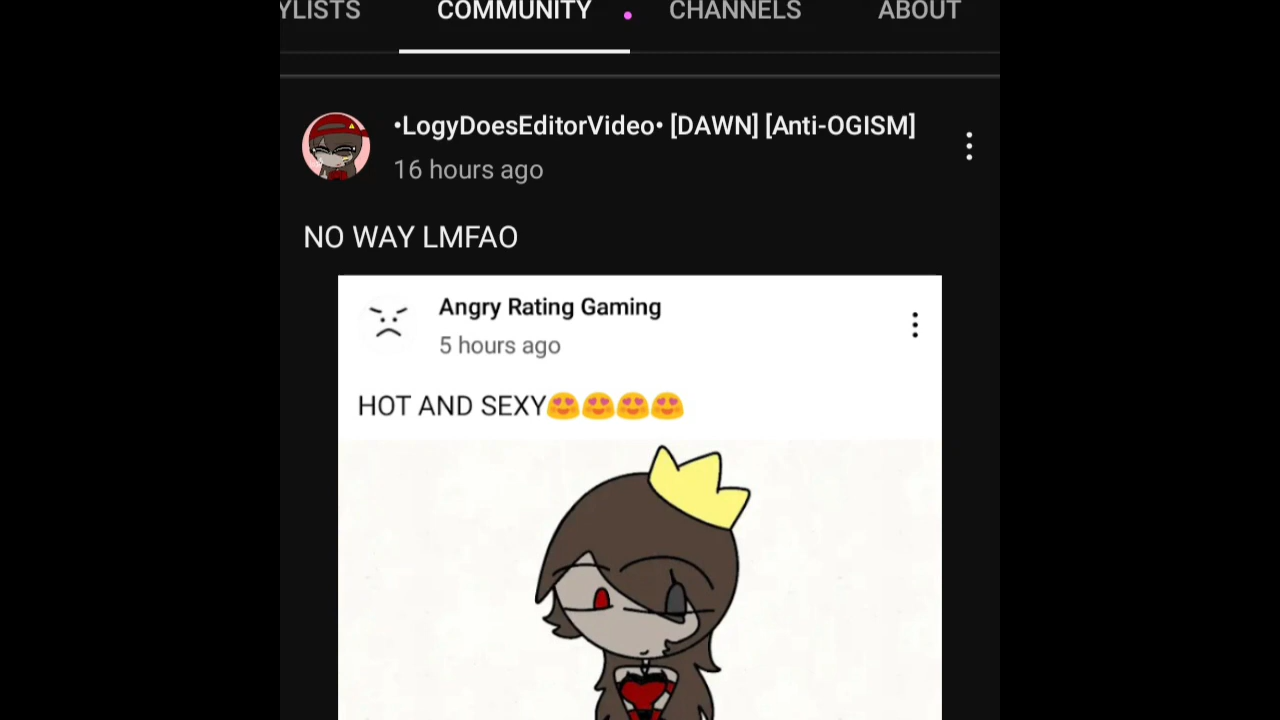 YLISTS COMMUNITY CHANNELS ABOUT
•LogyDoesEditorVideo• [DAWN] [Anti-OGISM]
16 hours ago
NO WAY LMFAO
Angry Rating Gaming
5 hours ago
HOT AND SEXY😍😍😍😍